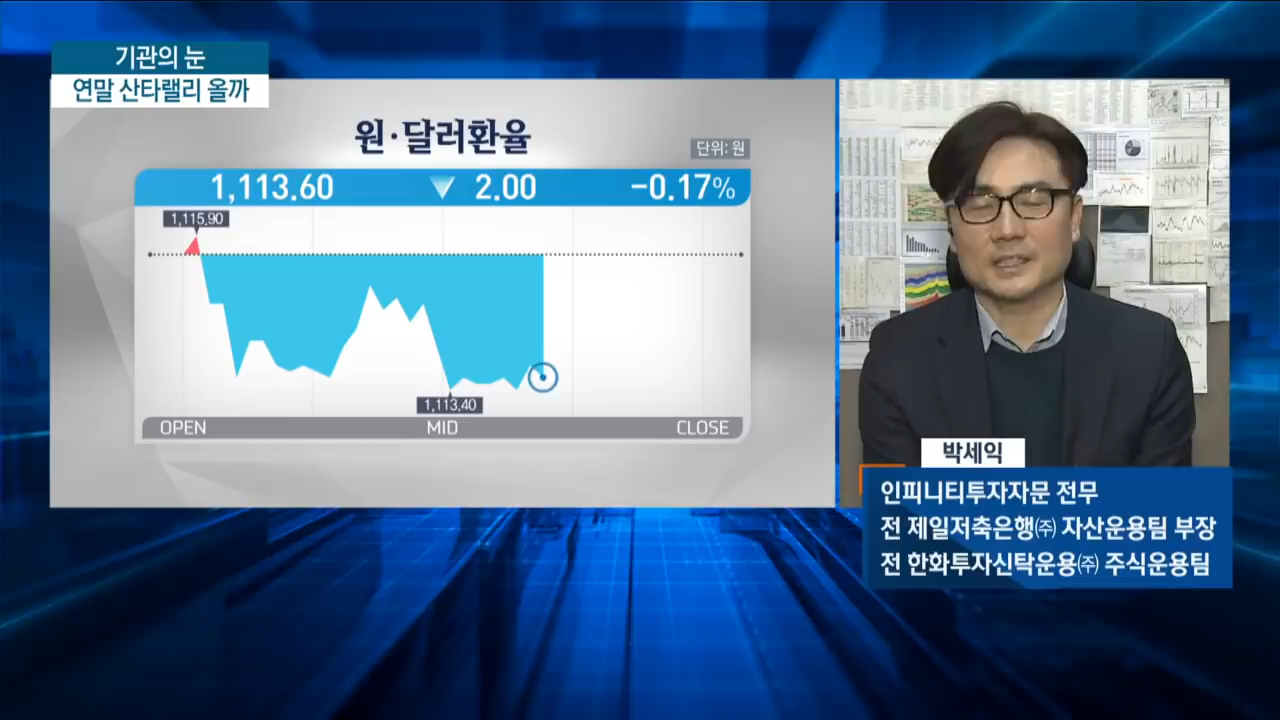 기관의 눈
연말 산타랠리 올까
원·달러환율
단위: 원
1,113.60 ▼ 2.00 -0.17%
1,115.90
1,113.40
OPEN MID CLOSE
박세익
인피니티투자자문 전무
전 제일저축은행㈜ 자산운용팀 부장
전 한화투자신탁운용㈜ 주식운용팀